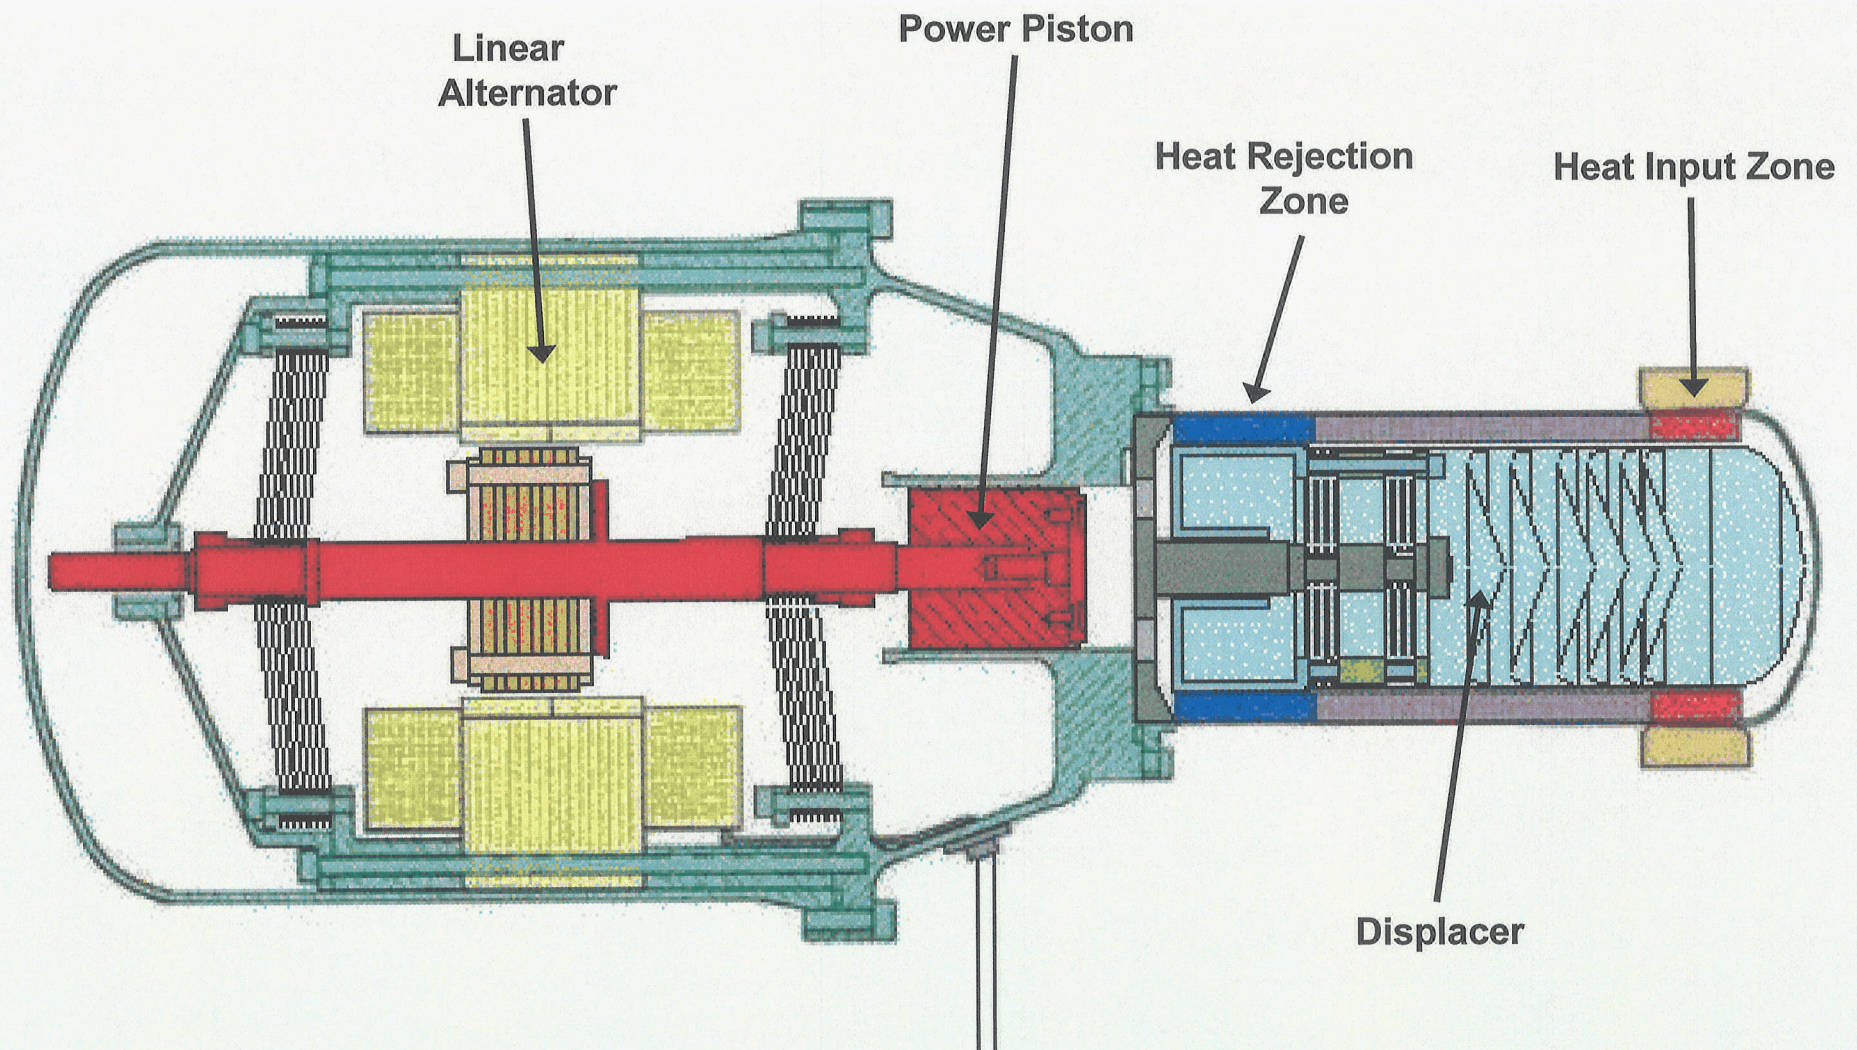 Linear
Alternator
Power Piston
Heat Rejection
Zone
Heat Input Zone
Displacer